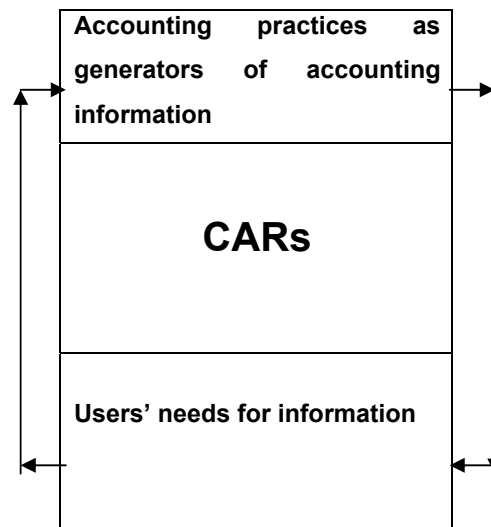 Accounting practices as
generators of accounting
information
CARs
Users’ needs for information